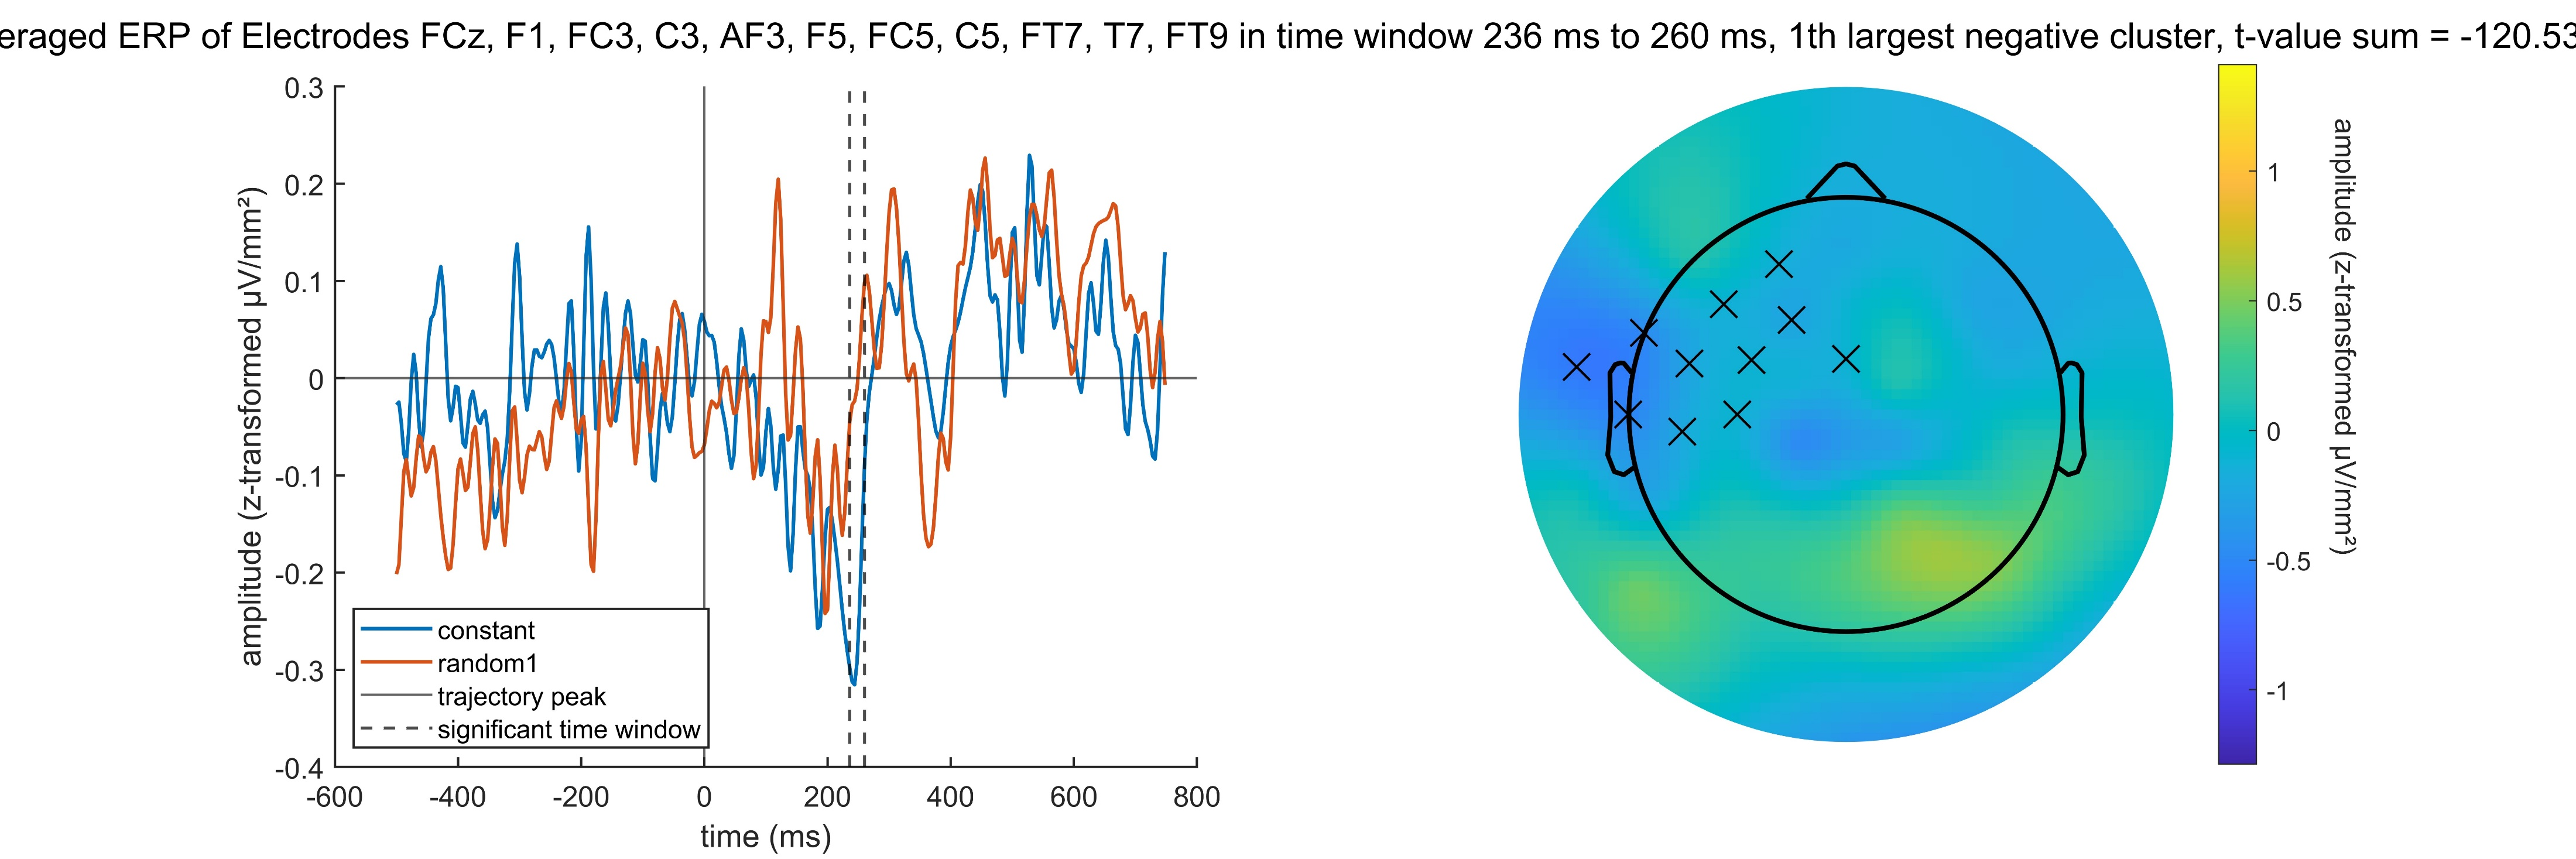 eraged ERP of Electrodes FCz, F1, FC3, C3, AF3, F5, FC5, C5, FT7, T7, FT9 in time window 236 ms to 260 ms, 1th largest negative cluster, t-value sum = -120.53
0.3
0.2
0.1
0
-0.1
-0.2
-0.3
-0.4
amplitude (z-transformed µV/mm²)
constant
random1
trajectory peak
significant time window
-600
-400
-200
0
200
400
600
800
time (ms)
1
0.5
0
-0.5
-1
amplitude (z-transformed µV/mm²)